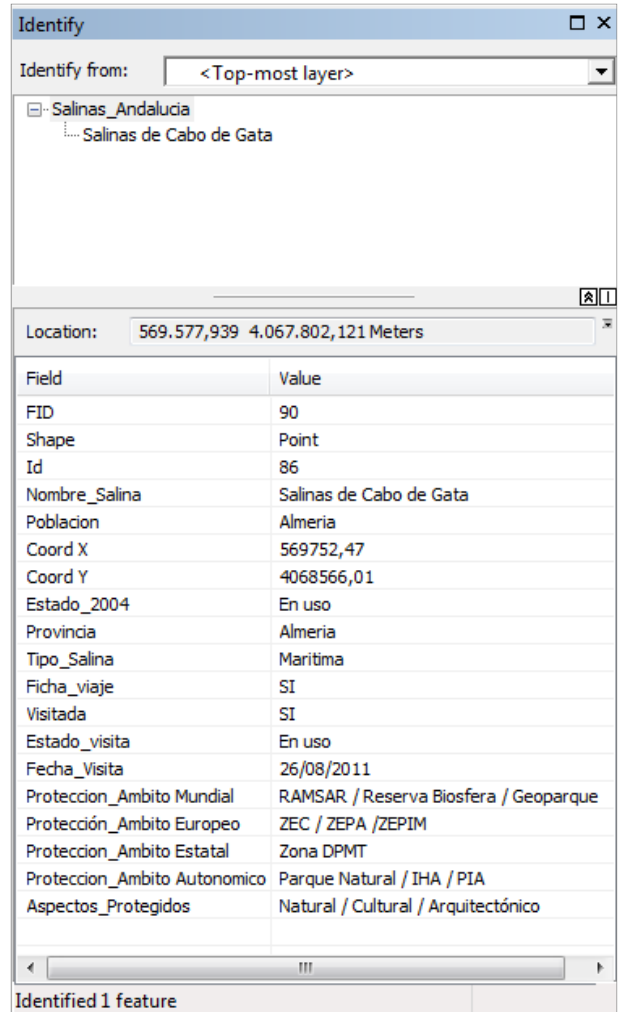 Identify
Identify from: <Top-most layer>
Salinas_Andalucia
Salinas de Cabo de Gata
Location: 569.577,939 4.067.802,121 Meters
Field Value
FID 90
Shape Point
Id 86
Nombre_Salina Salinas de Cabo de Gata
Poblacion Almeria
Coord X 569752,47
Coord Y 4068566,01
Estado_2004 En uso
Provincia Almeria
Tipo_Salina Maritima
Ficha_viaje SI
Visitada SI
Estado_visita En uso
Fecha_Visita 26/08/2011
Proteccion_Ambito Mundial RAMSAR / Reserva Biosfera / Geoparque
Protección_Ambito Europeo ZEC / ZEPA /ZEPIM
Proteccion_Ambito Estatal Zona DPMT
Proteccion_Ambito Autonomico Parque Natural / IHA / PIA
Aspectos_Protegidos Natural / Cultural / Arquitectónico
Identified 1 feature